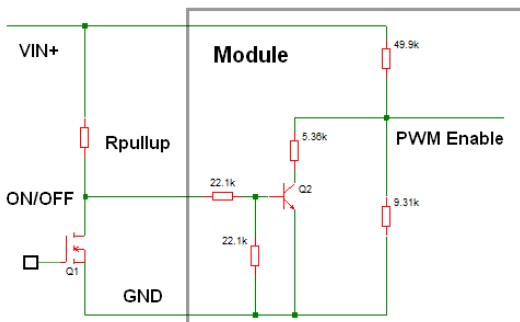 VIN+
Module
49.9k
Rpullup
5.36k
PWM Enable
ON/OFF
22.1k
Q2
9.31k
22.1k
Q1
GND